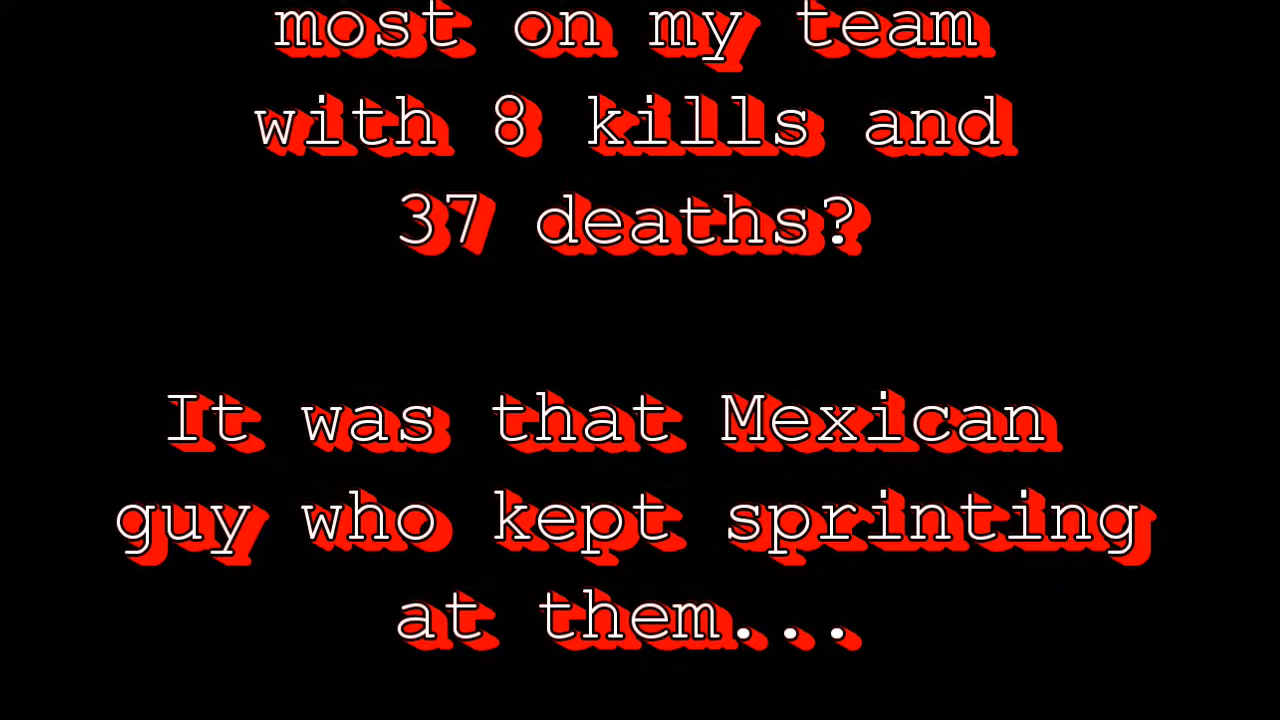 most on my team
with 8 kills and
37 deaths?
It was that Mexican
guy who kept sprinting
at them...